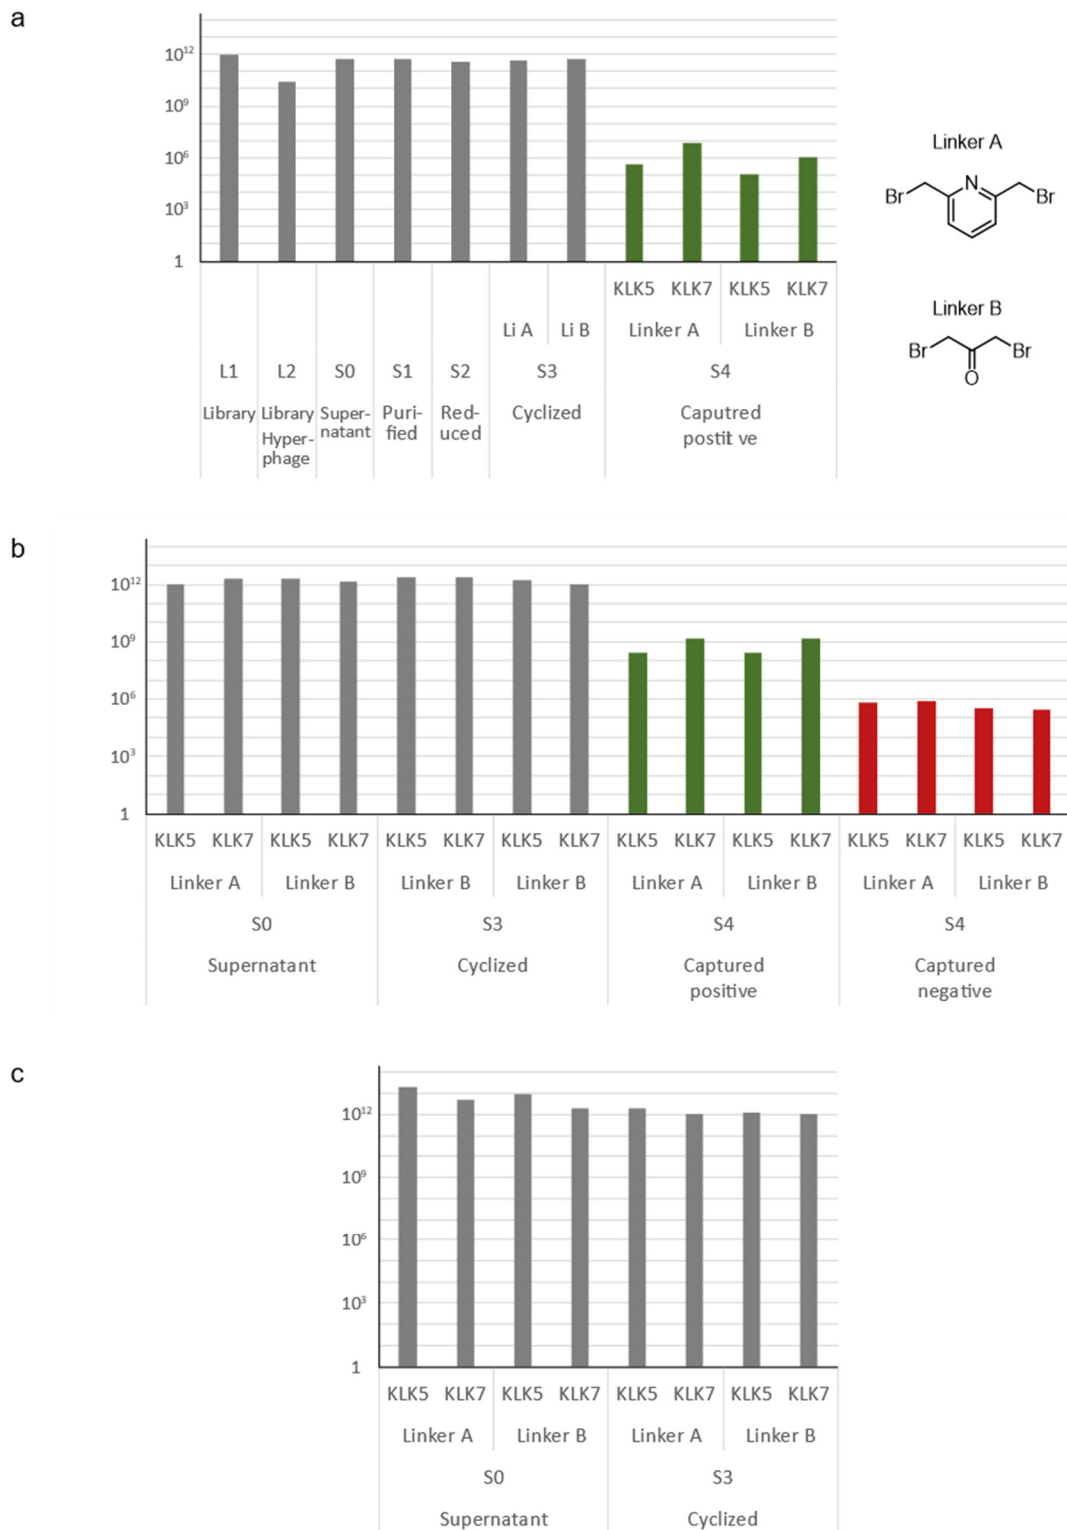 a
10¹²
10⁹
10⁶
10³
1
KLK5 KLK7 KLK5 KLK7
Li A Li B Linker A Linker B
L1 L2 S0 S1 S2 S3 S4
Library Library Super- Puri- Red- Cyclized Caputred
Hyper- natant fied uced postit ve
phage
Linker A
Br N Br
Linker B
Br Br
O
b
10¹²
10⁹
10⁶
10³
1
KLK5 KLK7 KLK5 KLK7 KLK5 KLK7 KLK5 KLK7 KLK5 KLK7 KLK5 KLK7 KLK5 KLK7 KLK5 KLK7
Linker A Linker B Linker B Linker B Linker A Linker B Linker A Linker B
S0 S3 S4 S4
Supernatant Cyclized Captured Captured
positive negative
c
10¹²
10⁹
10⁶
10³
1
KLK5 KLK7 KLK5 KLK7 KLK5 KLK7 KLK5 KLK7
Linker A Linker B Linker A Linker B
S0 S3
Supernatant Cyclized